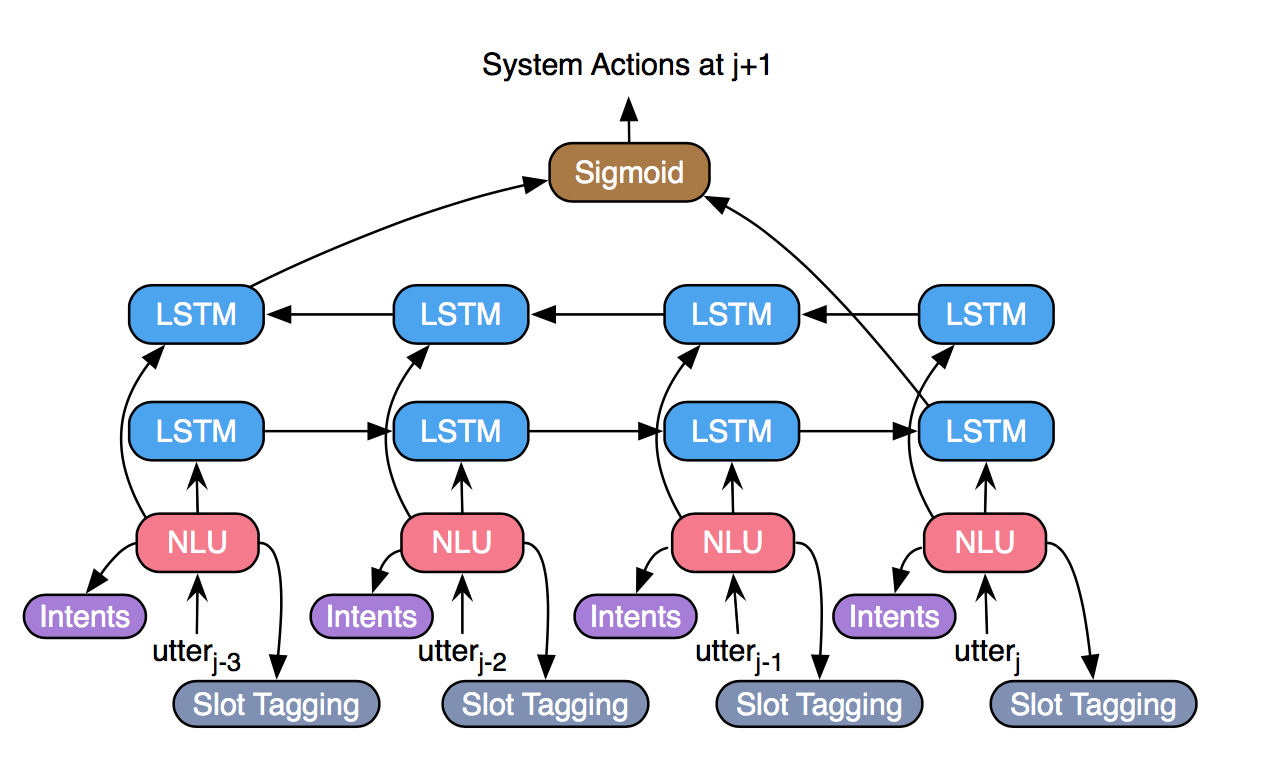 System Actions at j+1
Sigmoid
LSTM LSTM LSTM LSTM
LSTM LSTM LSTM LSTM
NLU NLU NLU NLU
Intents Intents Intents Intents
utterj-3 utterj-2 utterj-1 utterj
Slot Tagging Slot Tagging Slot Tagging Slot Tagging